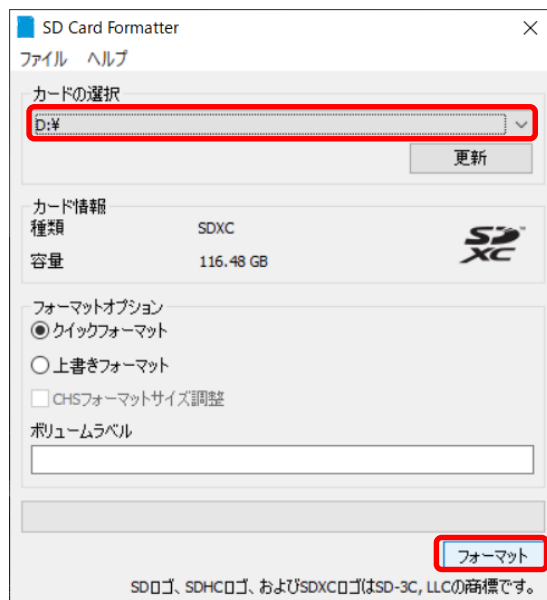 SD Card Formatter
ファイル ヘルプ
カードの選択
D:¥
更新
カード情報
種類 SDXC
容量 116.48 GB
SD
XC
フォーマットオプション
クイックフォーマット
上書きフォーマット
CHSフォーマットサイズ調整
ボリュームラベル
フォーマット
SDロゴ、SDHCロゴ、およびSDXCロゴはSD-3C, LLCの商標です。